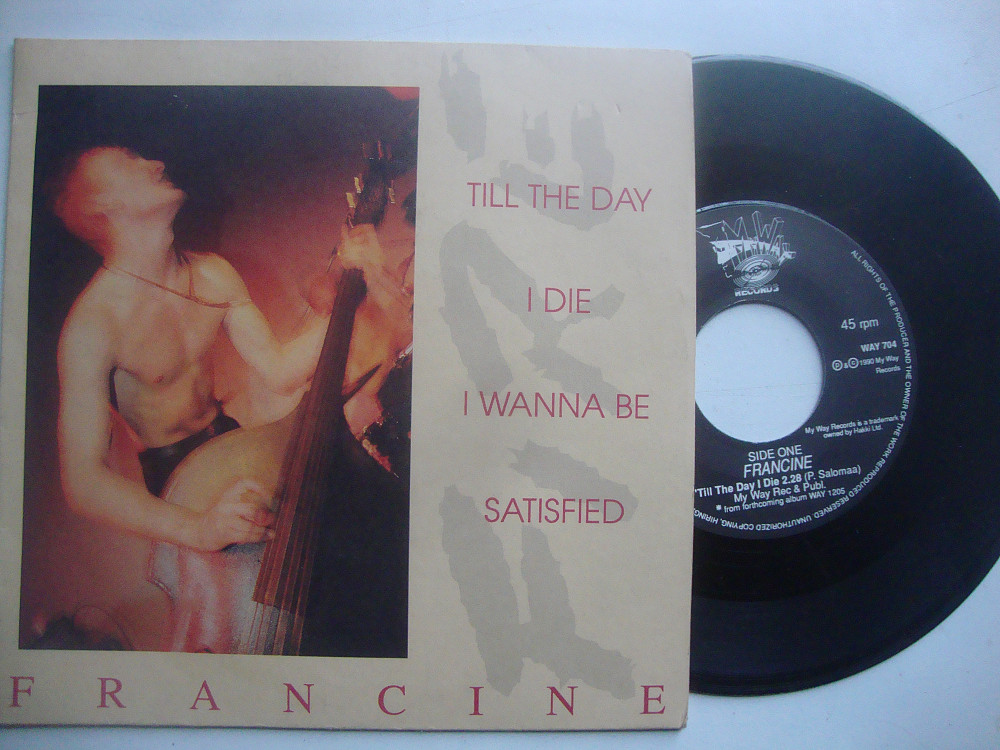 TILL THE DAY
I DIE
I WANNA BE
SATISFIED
FRANCINE
RECORDS
45 rpm
WAY 704
Ⓟ & © 1990 My Way
Records
My Way Records is a trademark
owned by Hakki Ltd.
SIDE ONE
FRANCINE
*Till The Day I Die 2.28 (P. Salomaa)
My Way Rec & Publ.
* from forthcoming album WAY 1205
ALL RIGHTS OF THE PRODUCER AND THE OWNER OF THE WORK REPRODUCED RESERVED. UNAUTHORIZED COPYING, HIRING,